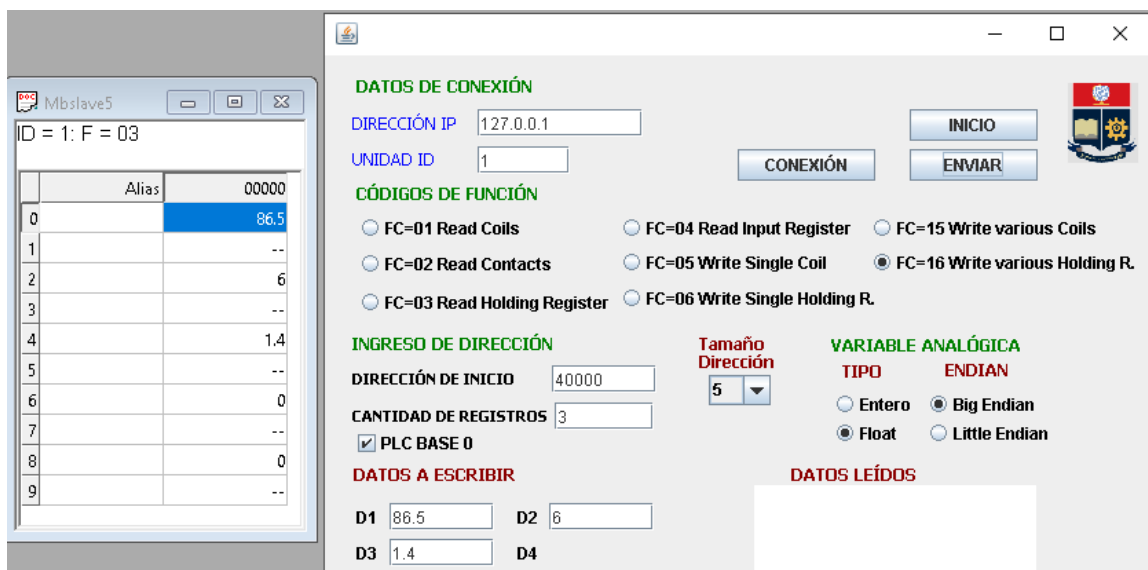 Mbslave5
ID = 1: F = 03
Alias 00000
0 86.5
1 --
2 6
3 --
4 1.4
5 --
6 0
7 --
8 0
9 --
DATOS DE CONEXIÓN
DIRECCIÓN IP 127.0.0.1 INICIO
UNIDAD ID 1 CONEXIÓN ENVIAR
CÓDIGOS DE FUNCIÓN
FC=01 Read Coils FC=04 Read Input Register FC=15 Write various Coils
FC=02 Read Contacts FC=05 Write Single Coil FC=16 Write various Holding R.
FC=03 Read Holding Register FC=06 Write Single Holding R.
INGRESO DE DIRECCIÓN Tamaño Dirección VARIABLE ANALÓGICA
DIRECCIÓN DE INICIO 40000 5 TIPO ENDIAN
CANTIDAD DE REGISTROS 3 Entero Big Endian
PLC BASE 0 Float Little Endian
DATOS A ESCRIBIR DATOS LEÍDOS
D1 86.5 D2 6
D3 1.4 D4